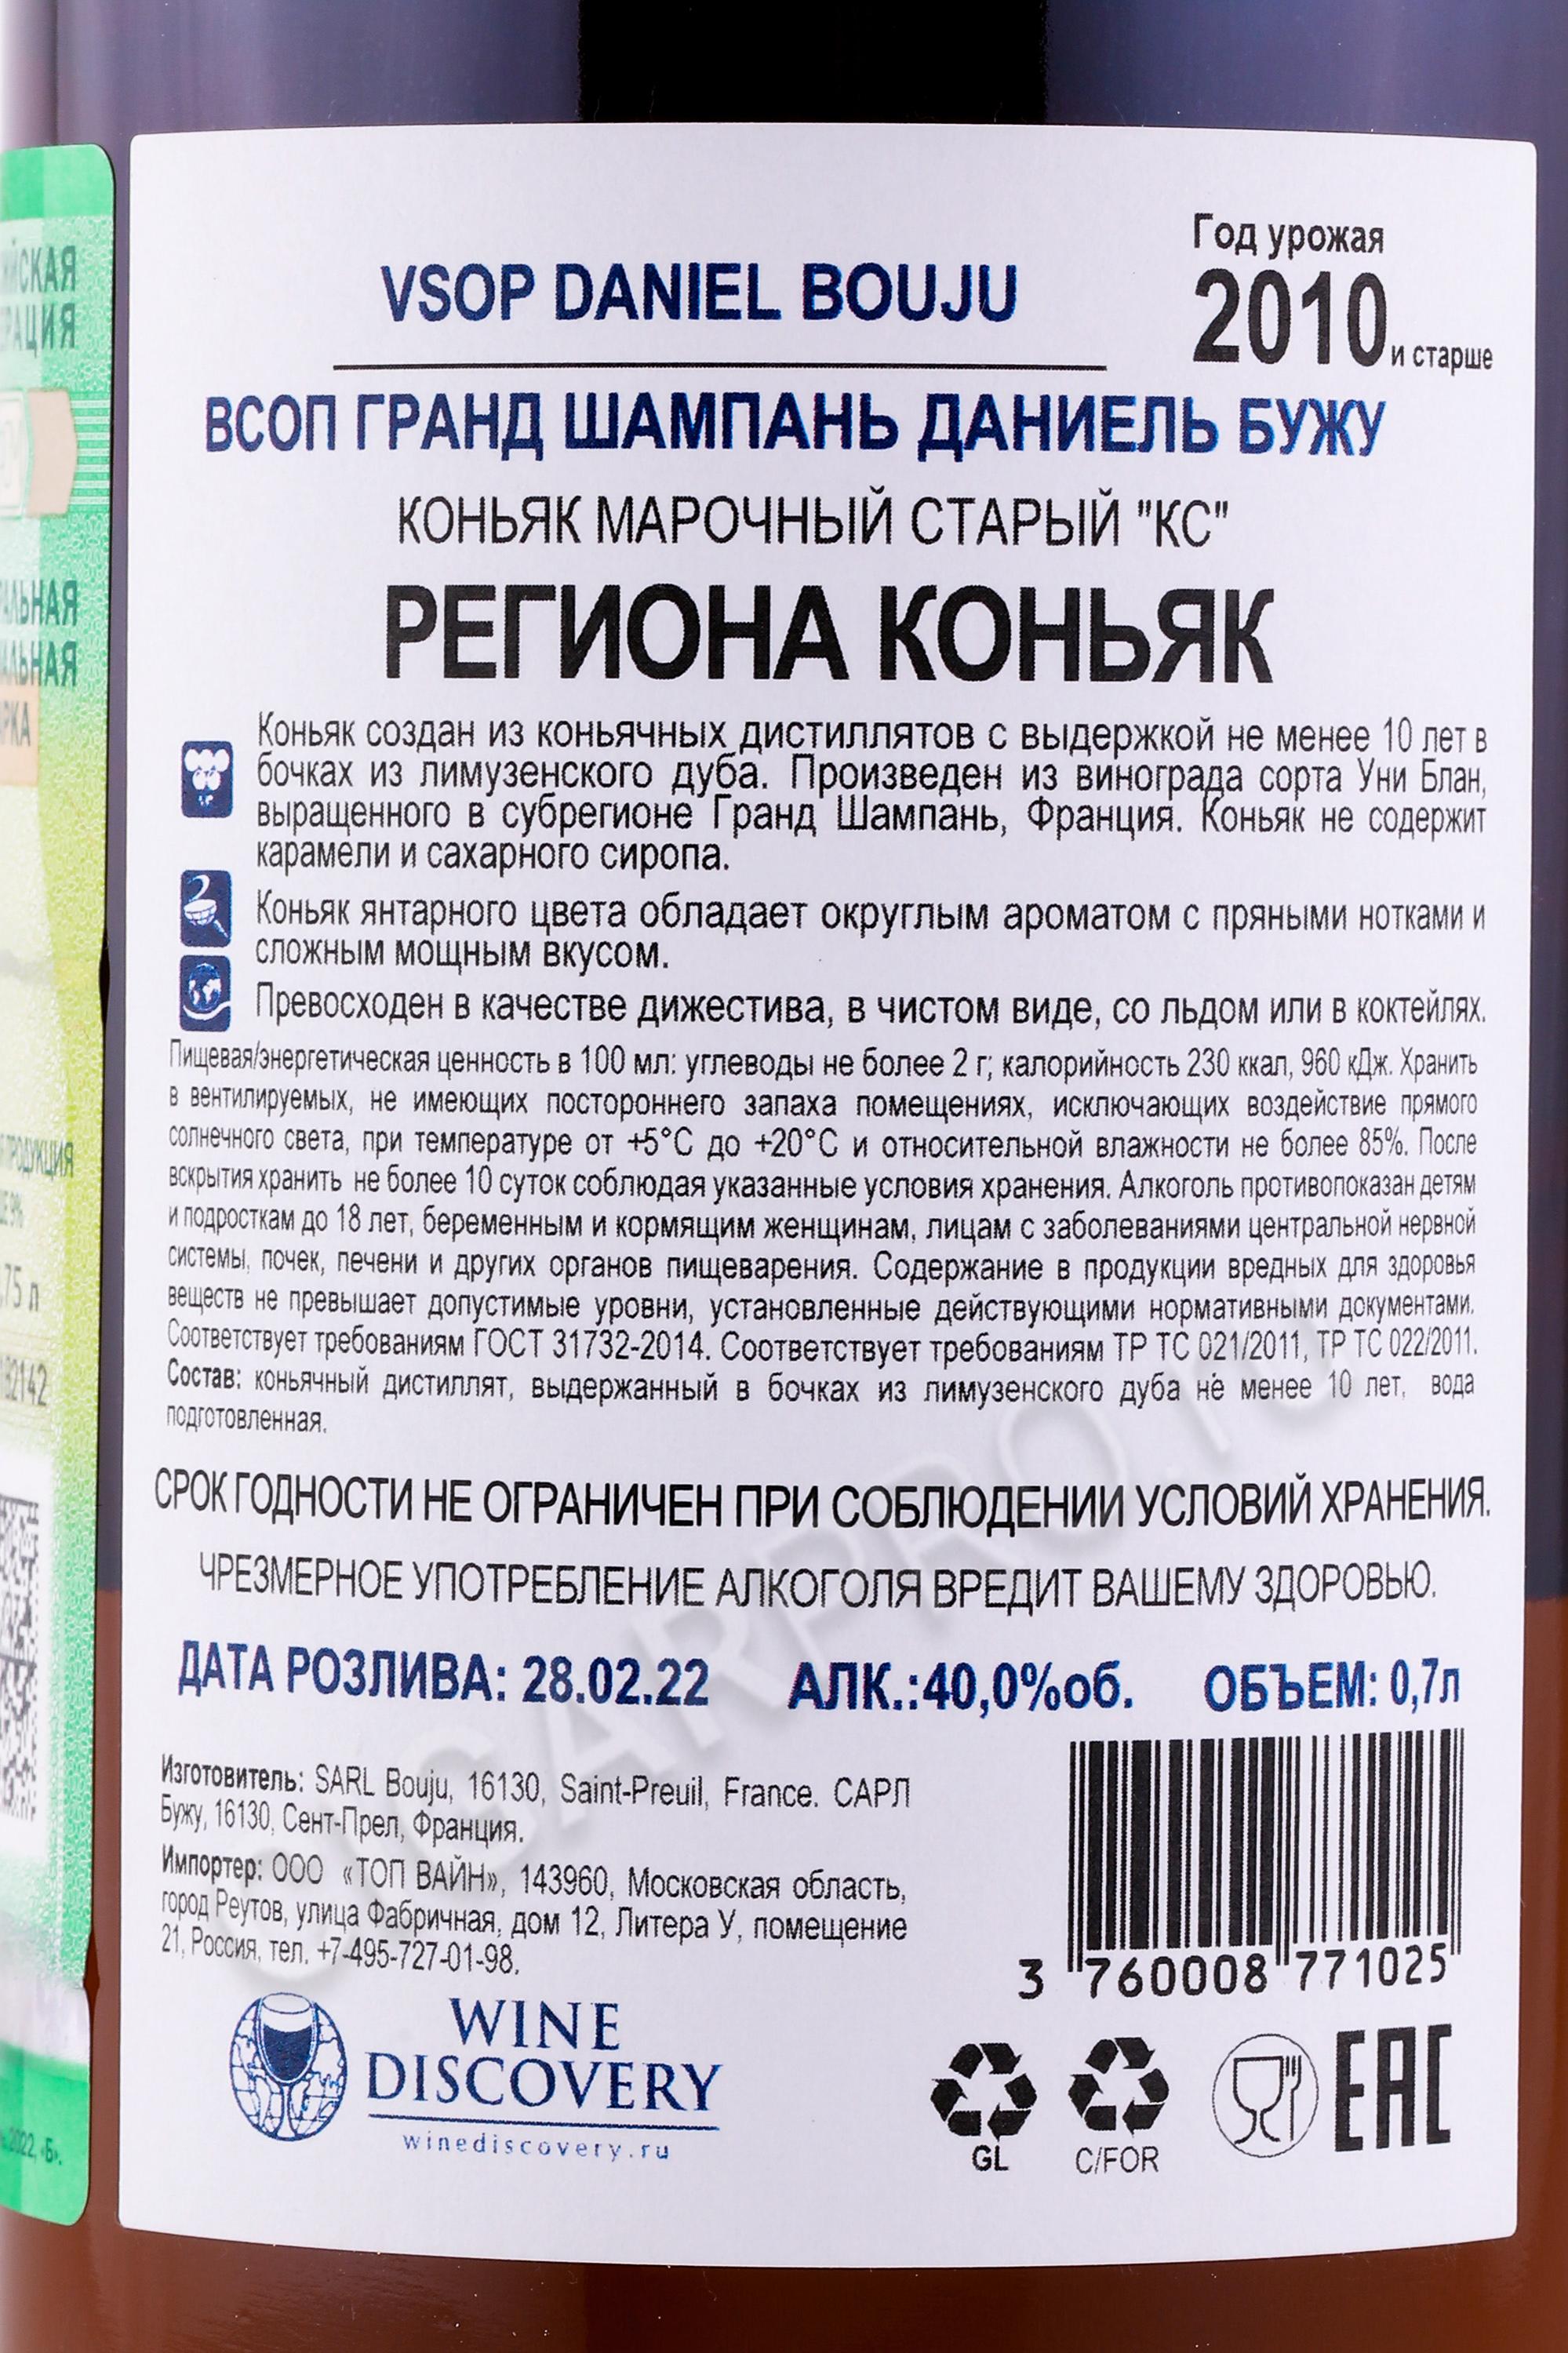 Год урожая
VSOP DANIEL BOUJU
2010 и старше
ВСОП ГРАНД ШАМПАНЬ ДАНИЕЛЬ БУЖУ
КОНЬЯК МАРОЧНЫЙ СТАРЫЙ "КС"
РЕГИОНА КОНЬЯК
Коньяк создан из коньячных дистиллятов с выдержкой не менее 10 лет в
бочках из лимузенского дуба. Произведен из винограда сорта Уни Блан,
выращенного в субрегионе Гранд Шампань, Франция. Коньяк не содержит
карамели и сахарного сиропа.
Коньяк янтарного цвета обладает округлым ароматом с пряными нотками и
сложным мощным вкусом.
Превосходен в качестве дижестива, в чистом виде, со льдом или в коктейлях.
Пищевая/энергетическая ценность в 100 мл: углеводы не более 2 г; калорийность 230 ккал, 960 кДж. Хранить
в вентилируемых, не имеющих постороннего запаха помещениях, исключающих воздействие прямого
солнечного света, при температуре от +5°C до +20°C и относительной влажности не более 85%. После
вскрытия хранить не более 10 суток соблюдая указанные условия хранения. Алкоголь противопоказан детям
и подросткам до 18 лет, беременным и кормящим женщинам, лицам с заболеваниями центральной нервной
системы, почек, печени и других органов пищеварения. Содержание в продукции вредных для здоровья
веществ не превышает допустимые уровни, установленные действующими нормативными документами.
Соответствует требованиям ГОСТ 31732-2014. Соответствует требованиям ТР ТС 021/2011, ТР ТС 022/2011.
Состав: коньячный дистиллят, выдержанный в бочках из лимузенского дуба не менее 10 лет, вода
подготовленная.
СРОК ГОДНОСТИ НЕ ОГРАНИЧЕН ПРИ СОБЛЮДЕНИИ УСЛОВИЙ ХРАНЕНИЯ.
ЧРЕЗМЕРНОЕ УПОТРЕБЛЕНИЕ АЛКОГОЛЯ ВРЕДИТ ВАШЕМУ ЗДОРОВЬЮ.
ДАТА РОЗЛИВА: 28.02.22 АЛК.:40,0%об. ОБЪЕМ: 0,7л
Изготовитель: SARL Bouju, 16130, Saint-Preuil, France. САРЛ
Бужу, 16130, Сент-Прел, Франция.
Импортер: ООО «ТОП ВАЙН», 143960, Московская область,
город Реутов, улица Фабричная, дом 12, Литера У, помещение
21, Россия, тел. +7-495-727-01-98.
3 760008 771025
WINE
DISCOVERY
winediscovery.ru
GL
C/FOR
EAC
CIGARPRO.ru